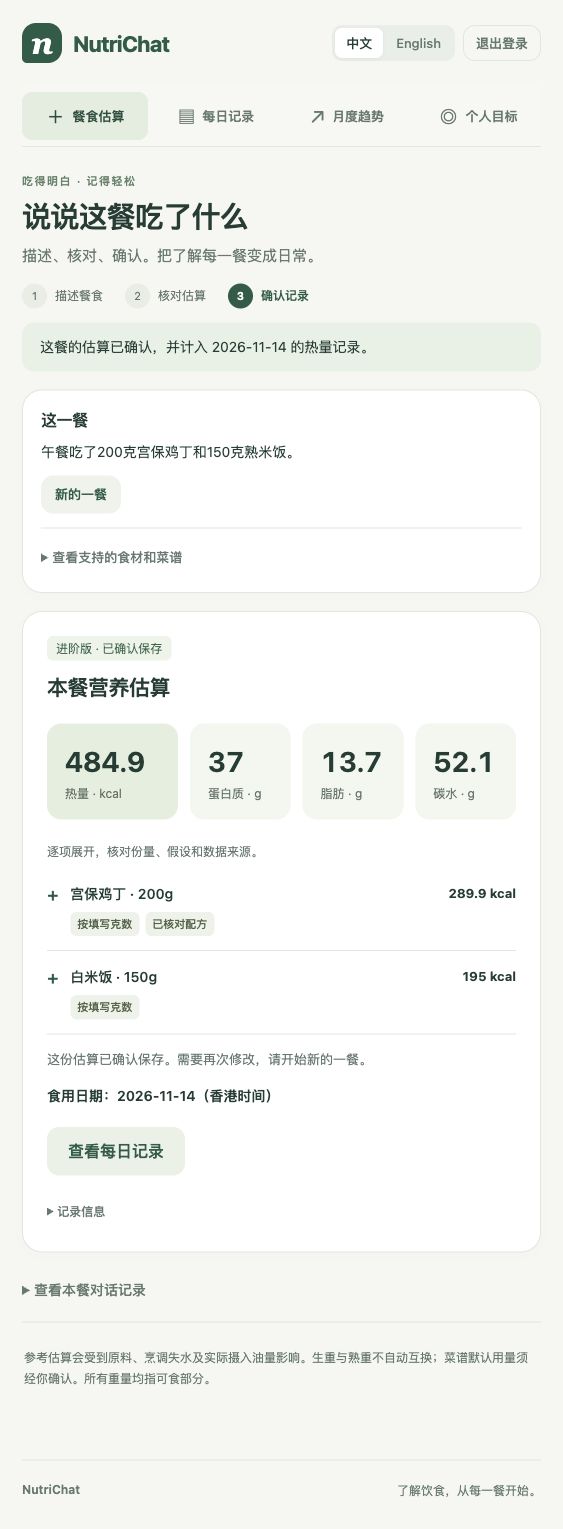 n NutriChat 中文 English 退出登录
餐食估算 每日记录 月度趋势 个人目标
吃得明白 · 记得轻松
说说这餐吃了什么
描述、核对、确认。把了解每一餐变成日常。
1 描述餐食 2 核对估算 3 确认记录
这餐的估算已确认，并计入 2026-11-14 的热量记录。
这一餐
午餐吃了200克宫保鸡丁和150克熟米饭。
新的一餐
查看支持的食材和菜谱
进阶版 · 已确认保存
本餐营养估算
484.9 37 13.7 52.1
热量 · kcal 蛋白质 · g 脂肪 · g 碳水 · g
逐项展开，核对份量、假设和数据来源。
+ 宫保鸡丁 · 200g 289.9 kcal
按填写克数 已核对配方
+ 白米饭 · 150g 195 kcal
按填写克数
这份估算已确认保存。需要再次修改，请开始新的一餐。
食用日期：2026-11-14（香港时间）
查看每日记录
记录信息
查看本餐对话记录
参考估算会受到原料、烹调失水及实际摄入油量影响。生重与熟重不自动互换；菜谱默认用量须
经你确认。所有重量均指可食部分。
NutriChat 了解饮食，从每一餐开始。